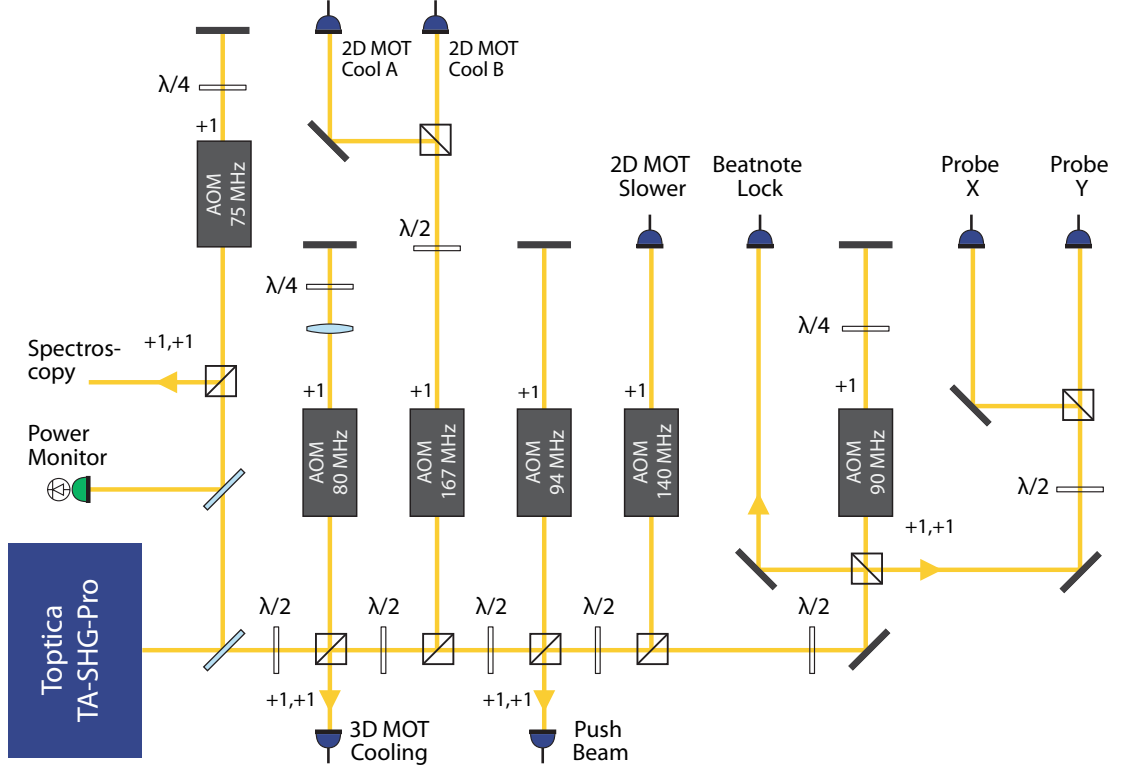 2D MOT
Cool A
2D MOT
Cool B
λ/4
+1
AOM
75 MHz
2D MOT
Slower
Beatnote
Lock
Probe
X
Probe
Y
λ/2
λ/4
λ/4
+1,+1
Spectros-
copy
+1
+1
+1
+1
+1
AOM
80 MHz
AOM
167 MHz
AOM
94 MHz
AOM
140 MHz
AOM
90 MHz
Power
Monitor
λ/2
+1,+1
Toptica
TA-SHG-Pro
λ/2
λ/2
λ/2
λ/2
λ/2
+1,+1
+1,+1
3D MOT
Cooling
Push
Beam